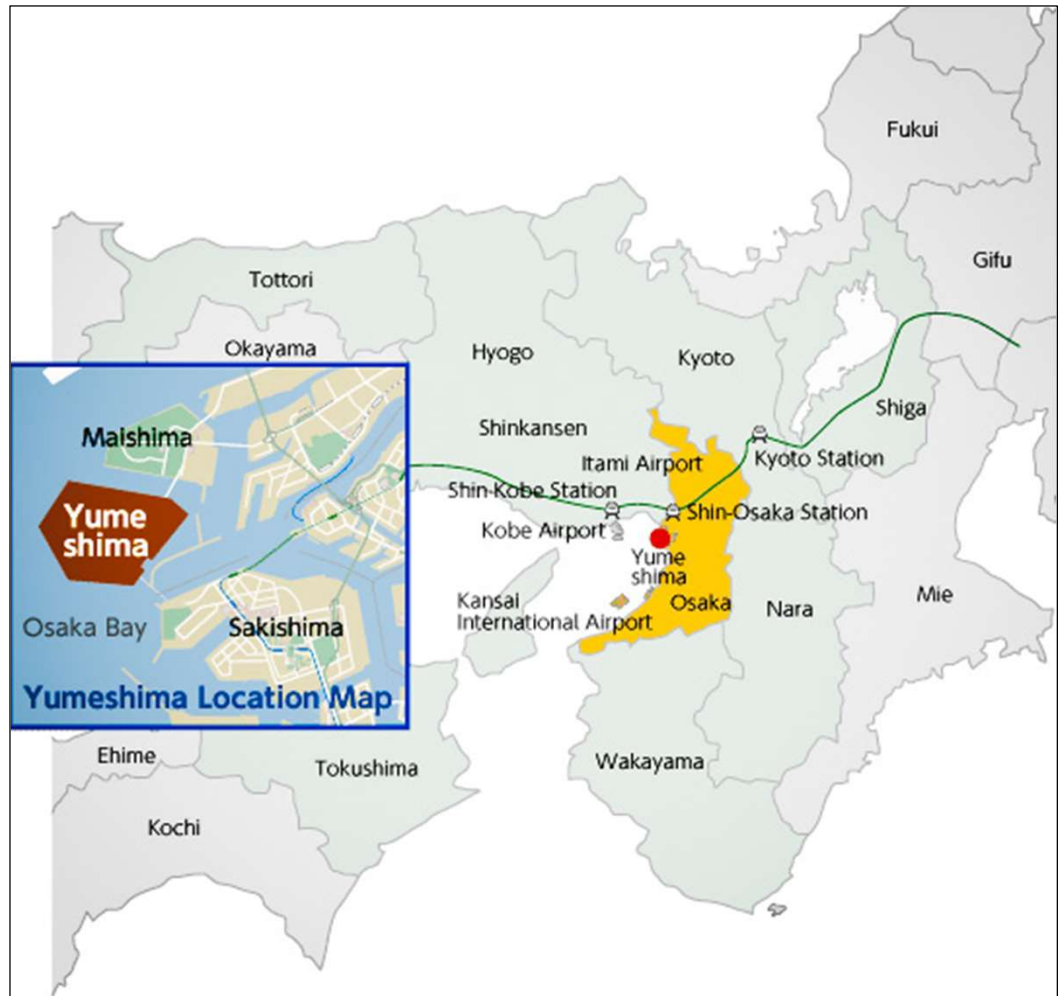 Fukui
Gifu
Tottori
Okayama
Hyogo
Kyoto
Shiga
Shinkansen
Itami Airport
Kyoto Station
Shin-Kobe Station
Shin-Osaka Station
Kobe Airport
Yume
shima
Kansai
International Airport
Osaka
Nara
Mie
Maishima
Yume
shima
Osaka Bay
Sakishima
Yumeshima Location Map
Ehime
Tokushima
Wakayama
Kochi